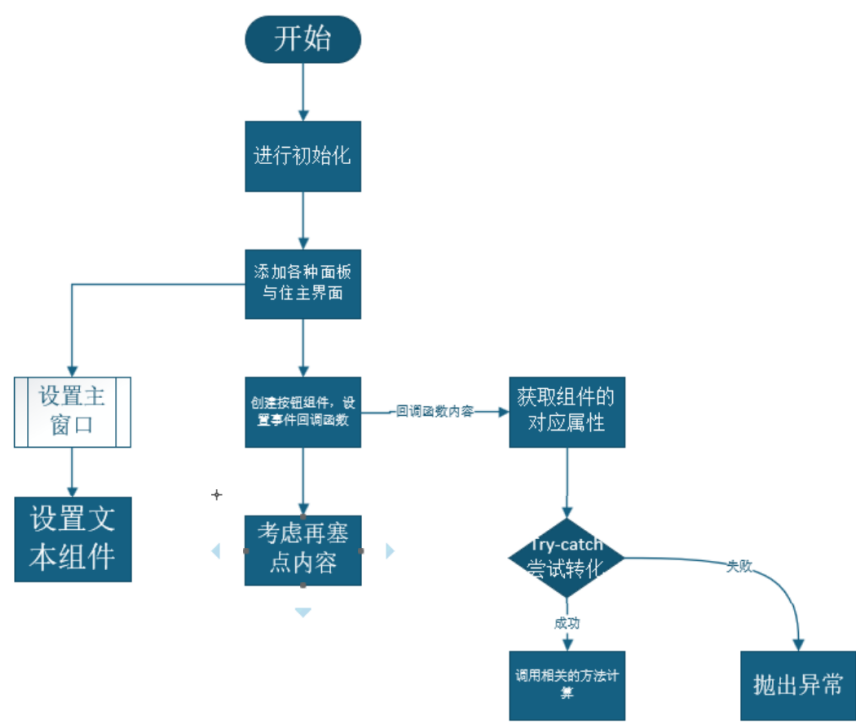 开始
进行初始化
添加各种面板
与住主界面
设置主
窗口
创建按钮组件，设
置事件回调函数
回调函数内容
获取组件的
对应属性
设置文
本组件
考虑再塞
点内容
Try-catch
尝试转化
失败
成功
调用相关的方法计
算
抛出异常